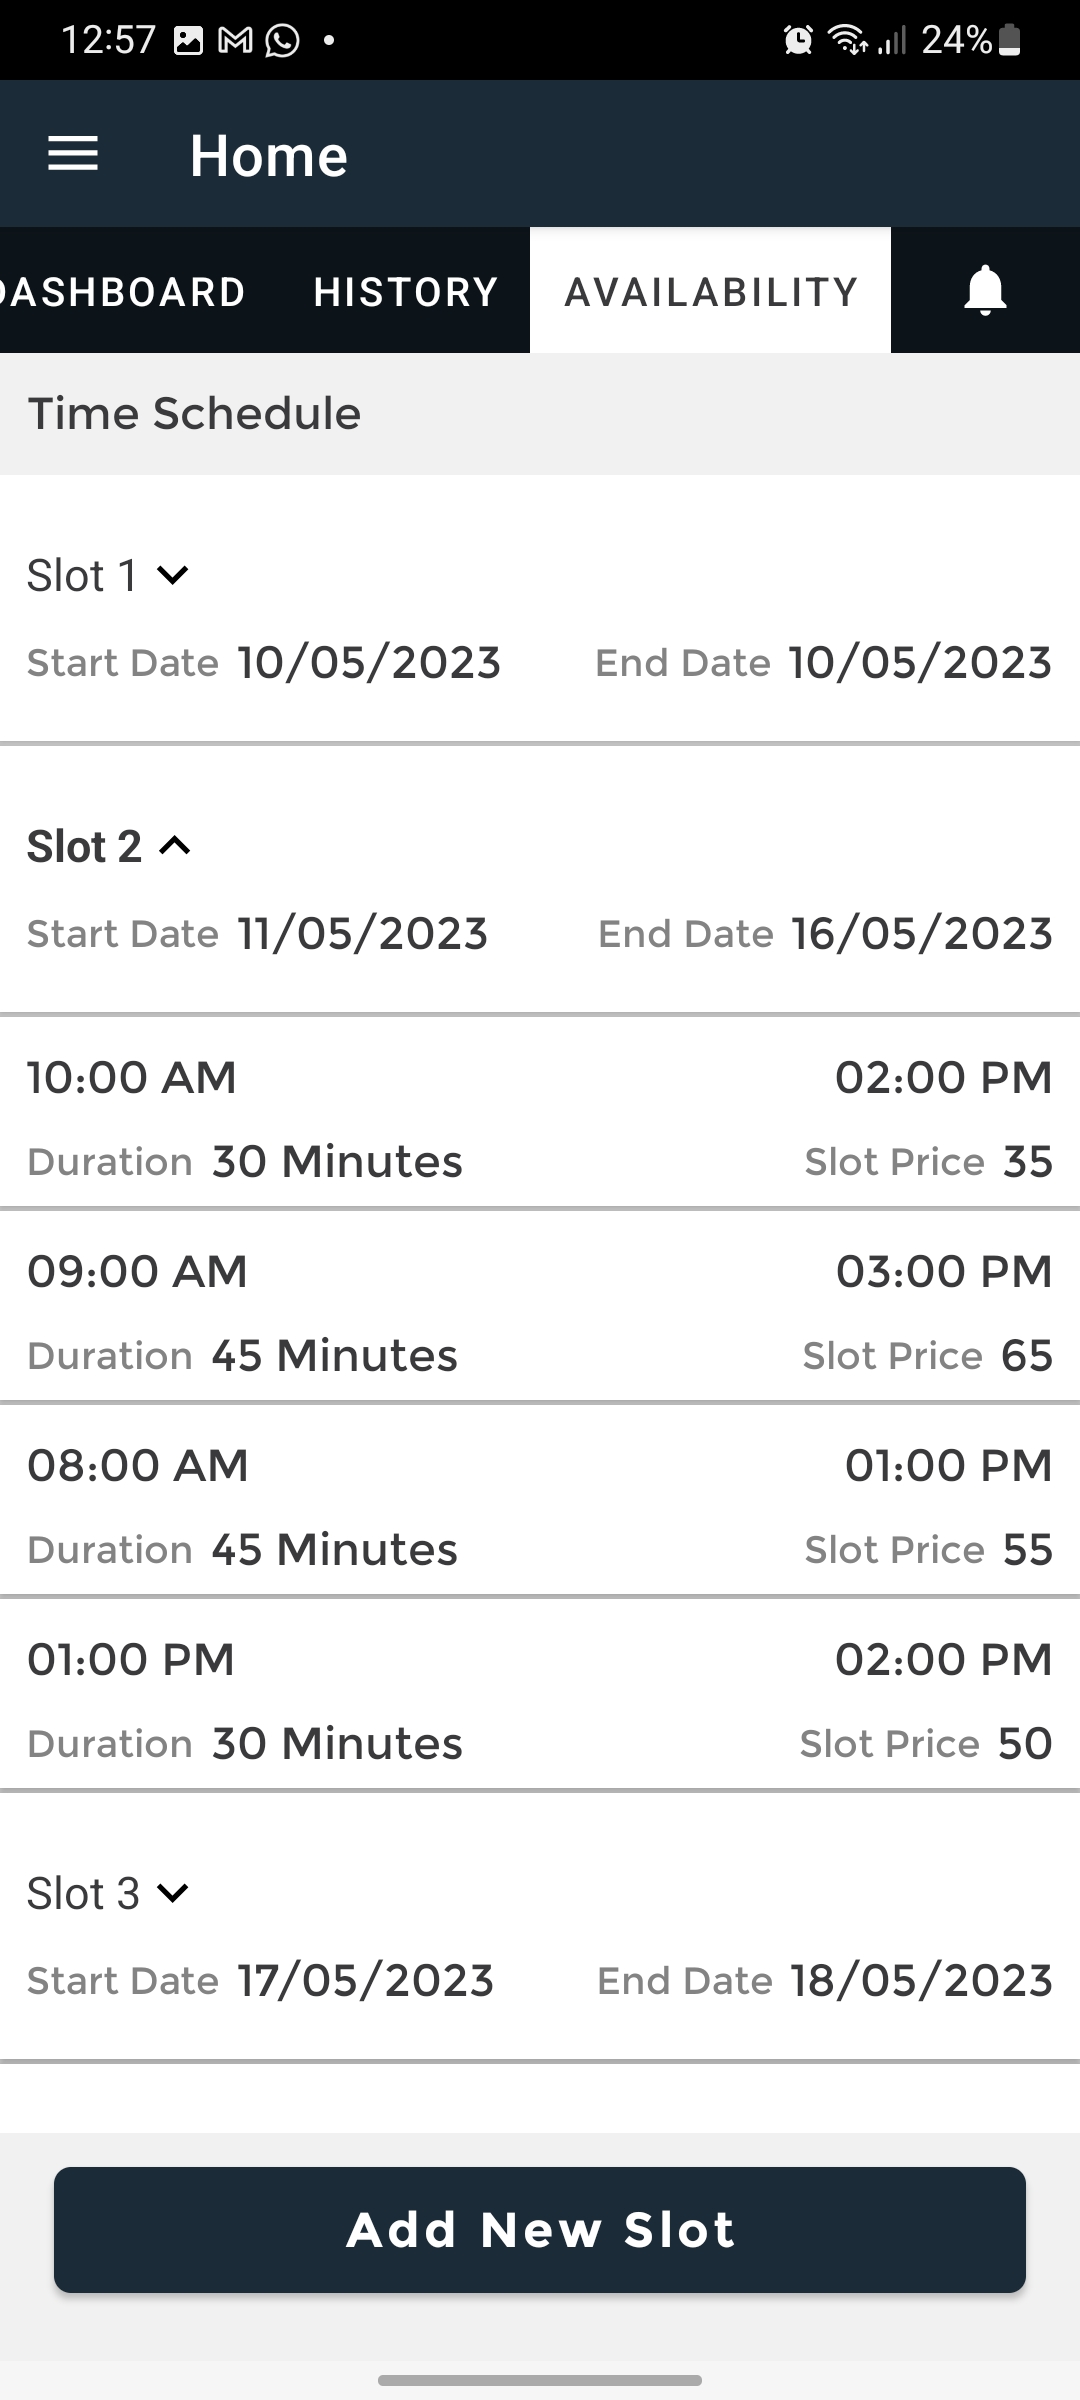 12:57 24%
Home
DASHBOARD HISTORY AVAILABILITY
Time Schedule
Slot 1
Start Date 10/05/2023 End Date 10/05/2023
Slot 2
Start Date 11/05/2023 End Date 16/05/2023
10:00 AM 02:00 PM
Duration 30 Minutes Slot Price 35
09:00 AM 03:00 PM
Duration 45 Minutes Slot Price 65
08:00 AM 01:00 PM
Duration 45 Minutes Slot Price 55
01:00 PM 02:00 PM
Duration 30 Minutes Slot Price 50
Slot 3
Start Date 17/05/2023 End Date 18/05/2023
Add New Slot